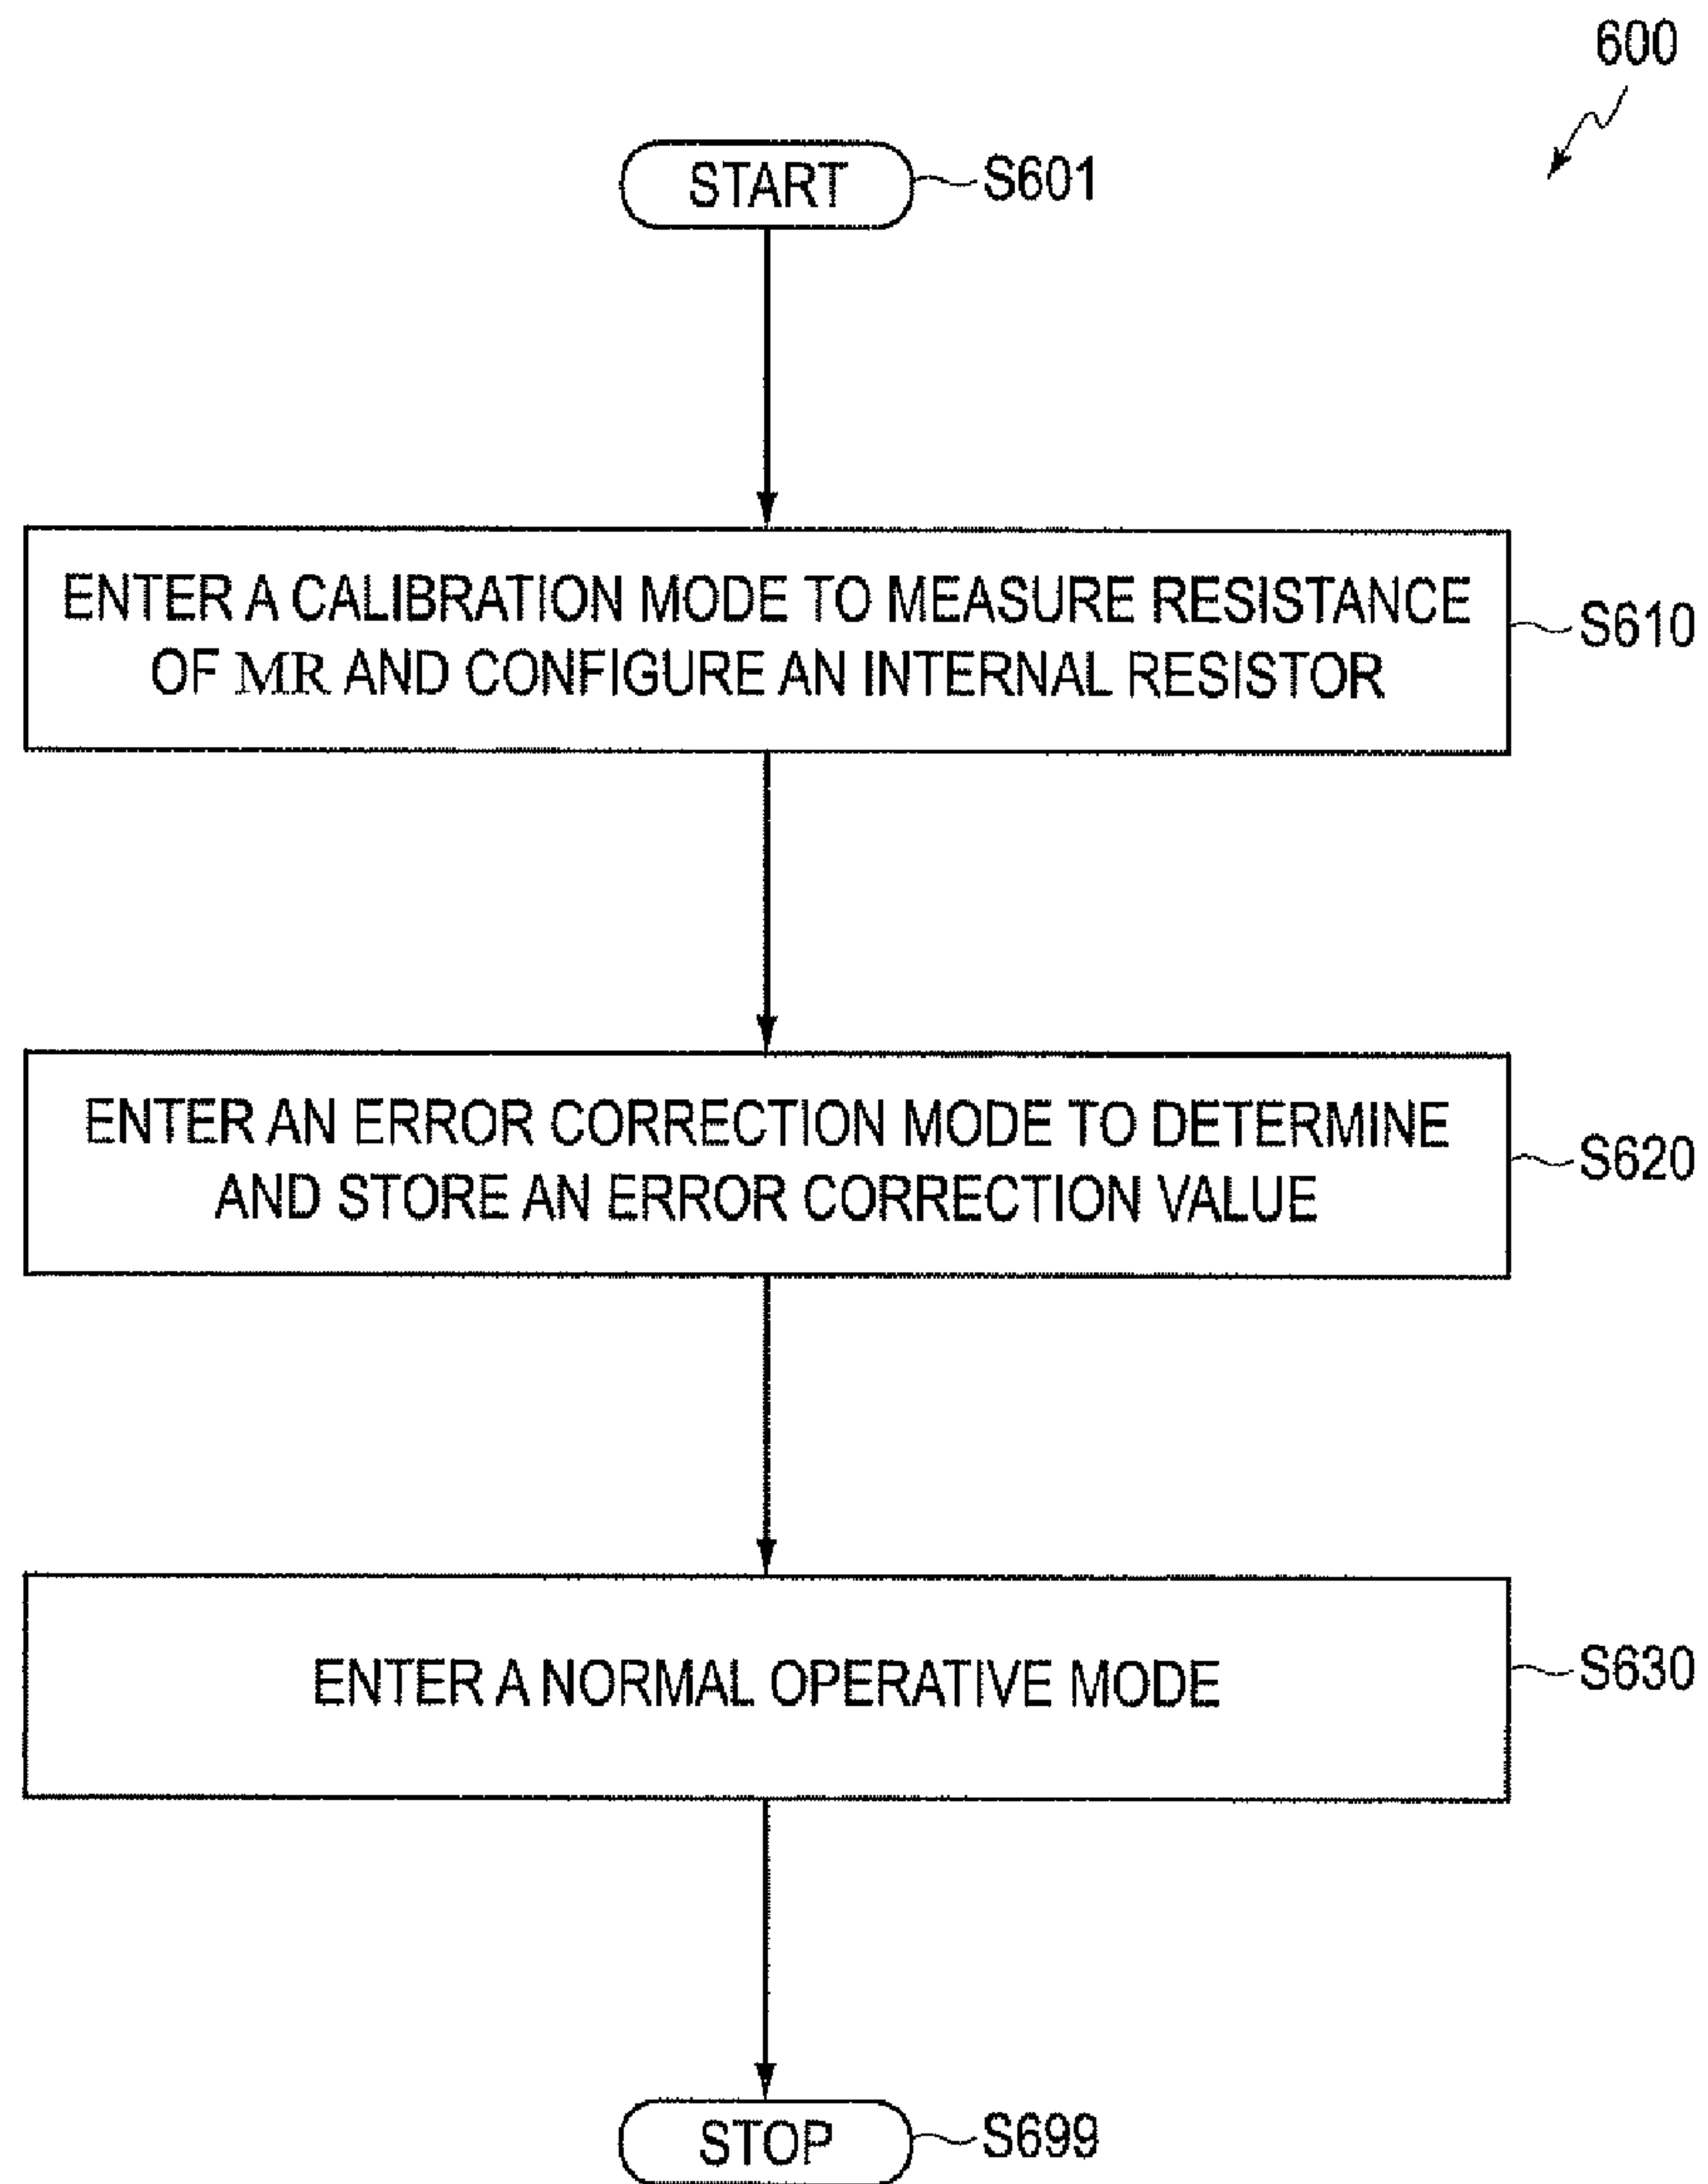 600
START
S601
ENTER A CALIBRATION MODE TO MEASURE RESISTANCE
OF MR AND CONFIGURE AN INTERNAL RESISTOR
S610
ENTER AN ERROR CORRECTION MODE TO DETERMINE
AND STORE AN ERROR CORRECTION VALUE
S620
ENTER A NORMAL OPERATIVE MODE
S630
STOP
S699